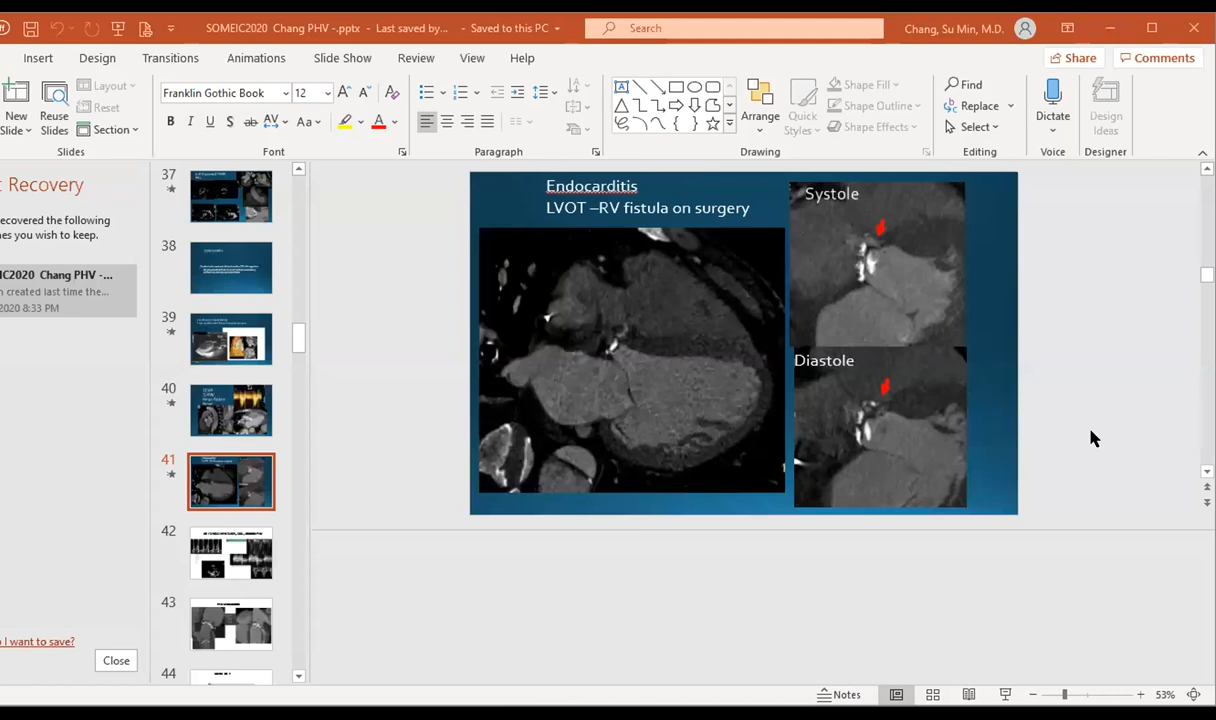 SOMEIC2020 Chang PHV -.pptx - Last saved by... - Saved to this PC
Search
Chang, Su Min, M.D.
Insert Design Transitions Animations Slide Show Review View Help
Share Comments
New Slide
Reuse Slides
Layout
Reset
Section
Slides
Franklin Gothic Book 12
B I U S ab AV Aa A
Font
Paragraph
Arrange
Quick Styles
Shape Fill
Shape Outline
Shape Effects
Drawing
Find
Replace
Select
Editing
Dictate
Voice
Design Ideas
Designer
t Recovery
ecovered the following
nes you wish to keep.
IC2020 Chang PHV -...
n created last time the...
2020 8:33 PM
o I want to save?
Close
37
38
39
40
41
42
43
44
Endocarditis
LVOT –RV fistula on surgery
Systole
Diastole
Notes
53%